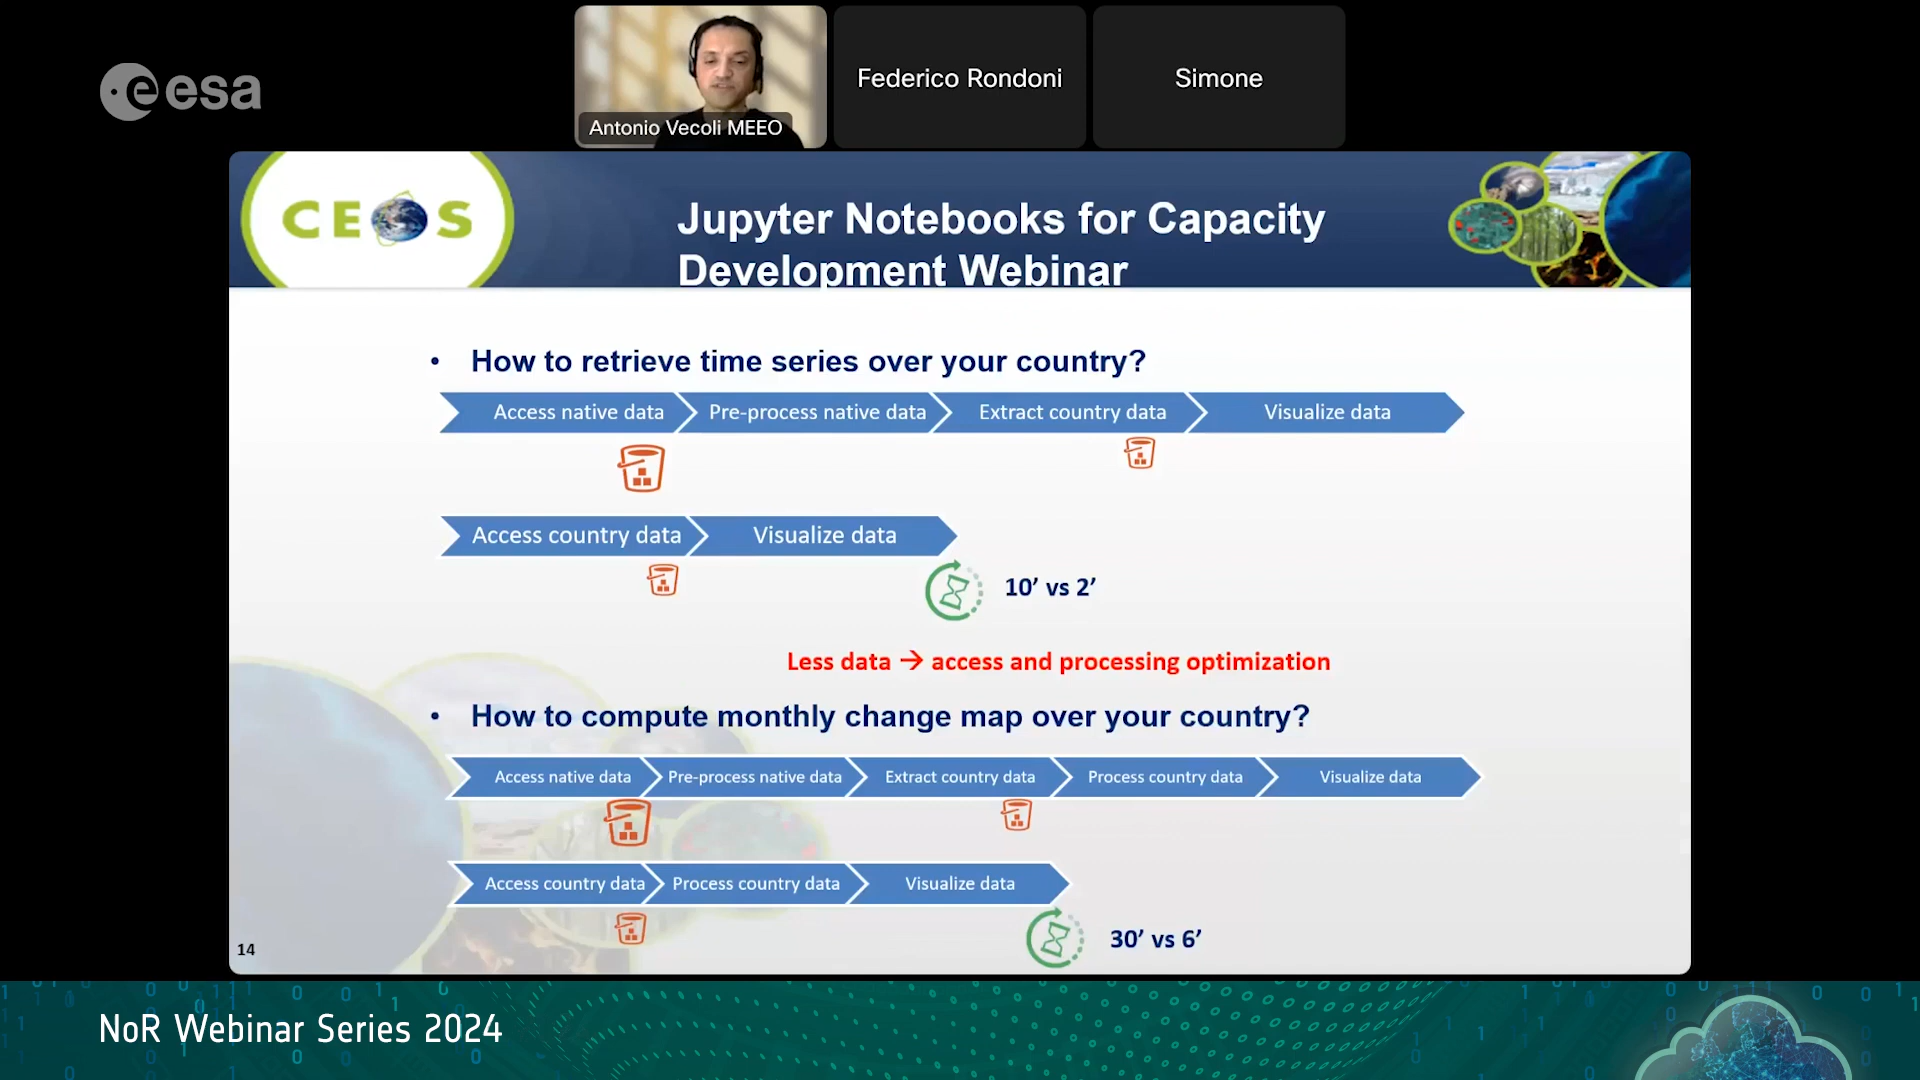 esa
Antonio Vecoli MEEO
Federico Rondoni
Simone
CEOS
Jupyter Notebooks for Capacity
Development Webinar
• How to retrieve time series over your country?
Access native data
Pre-process native data
Extract country data
Visualize data
Access country data
Visualize data
10’ vs 2’
Less data → access and processing optimization
• How to compute monthly change map over your country?
Access native data
Pre-process native data
Extract country data
Process country data
Visualize data
Access country data
Process country data
Visualize data
30’ vs 6’
14
NoR Webinar Series 2024